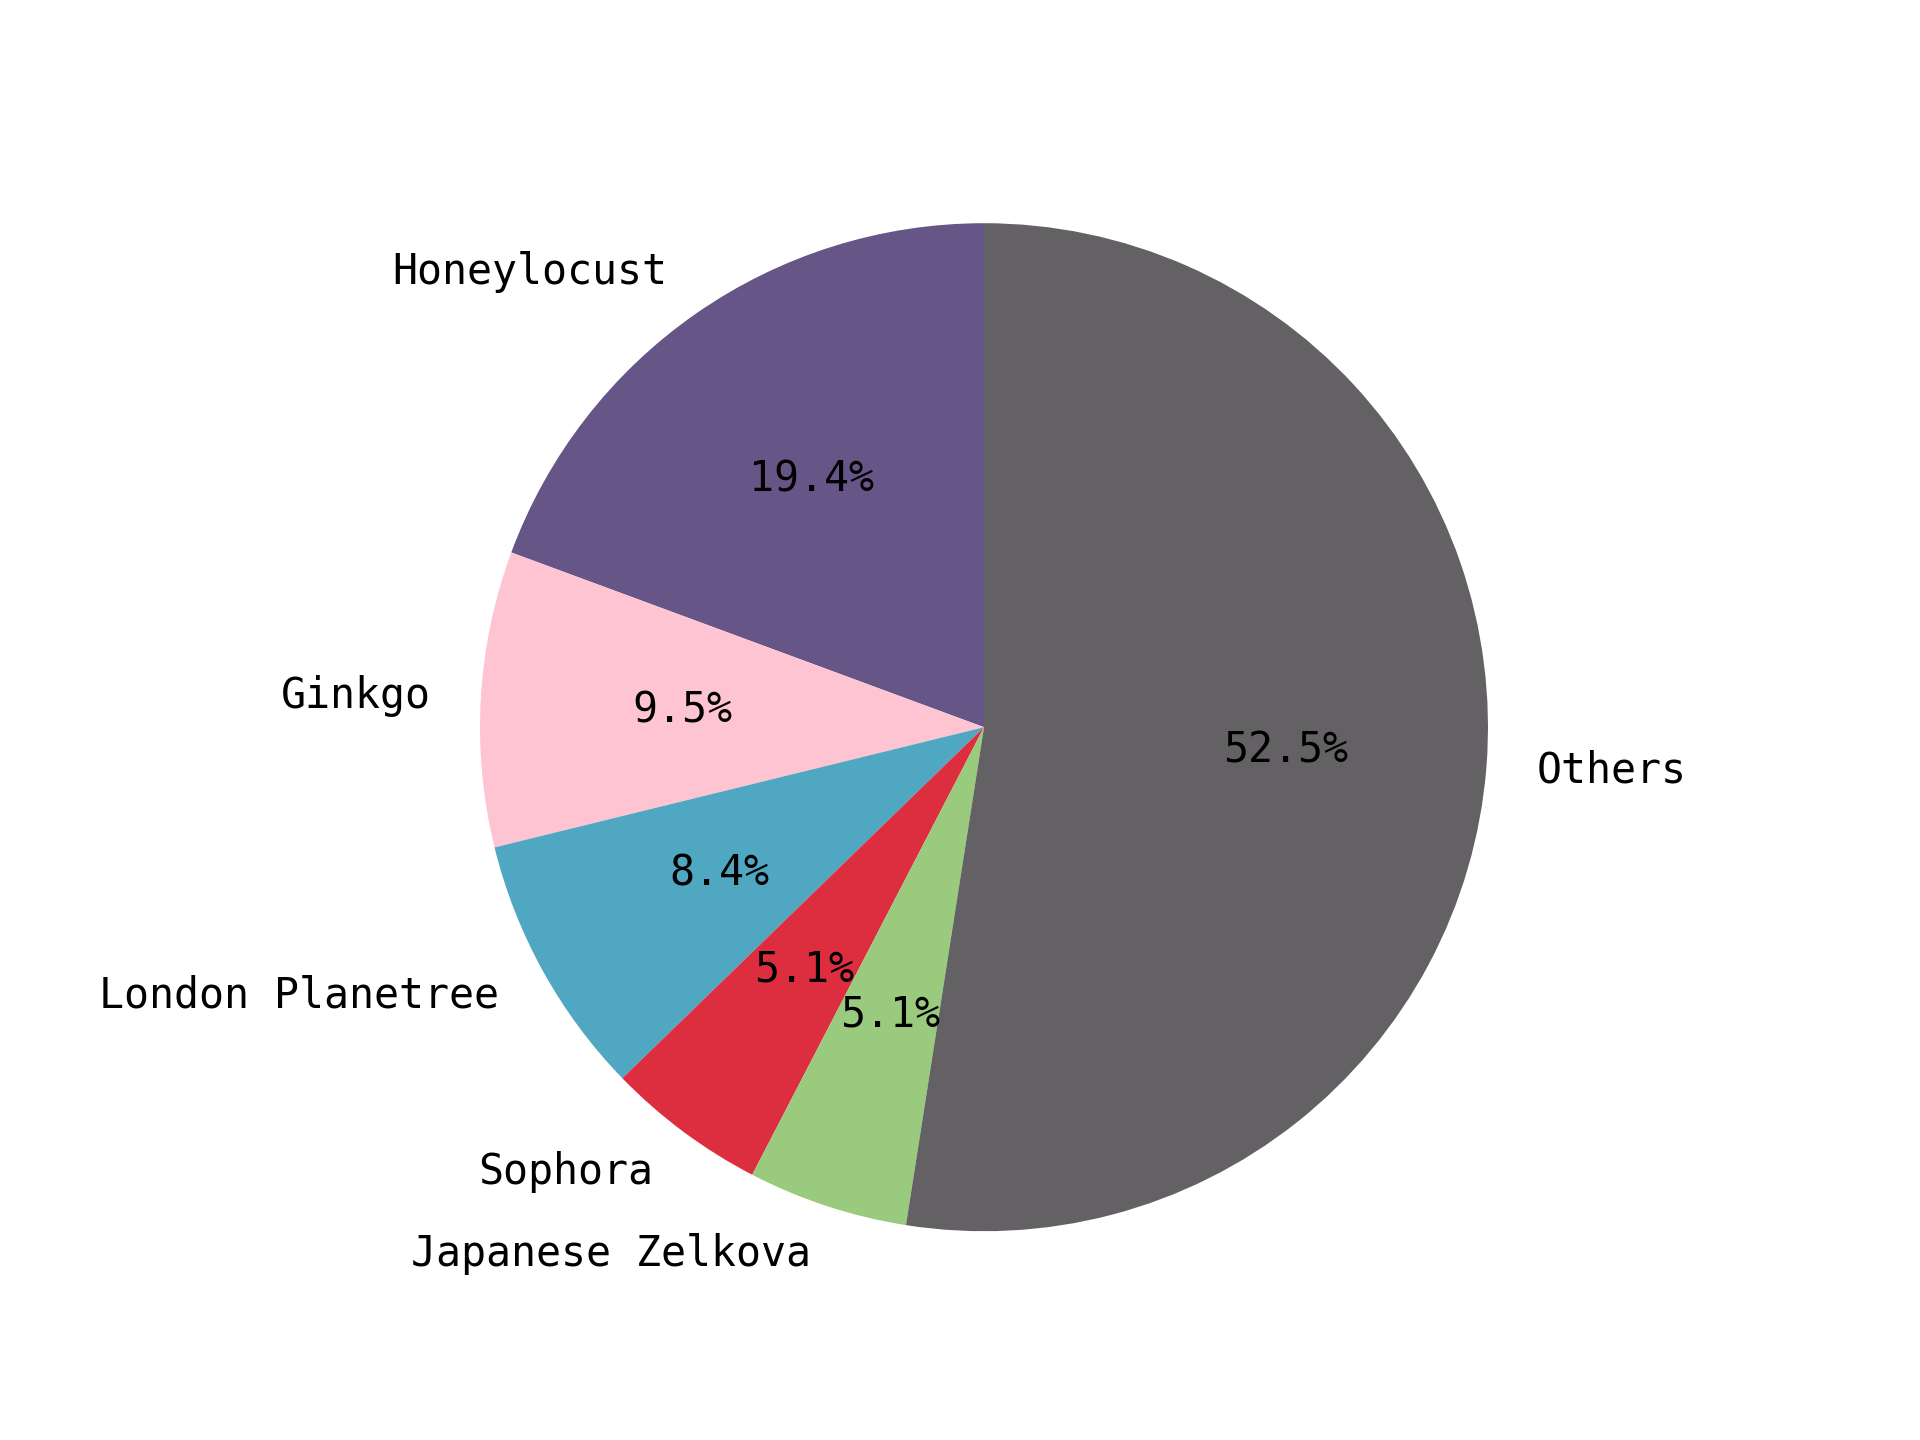 Honeylocust
19.4%
Ginkgo
9.5%
52.5%
Others
8.4%
London Planetree
5.1%
5.1%
Sophora
Japanese Zelkova